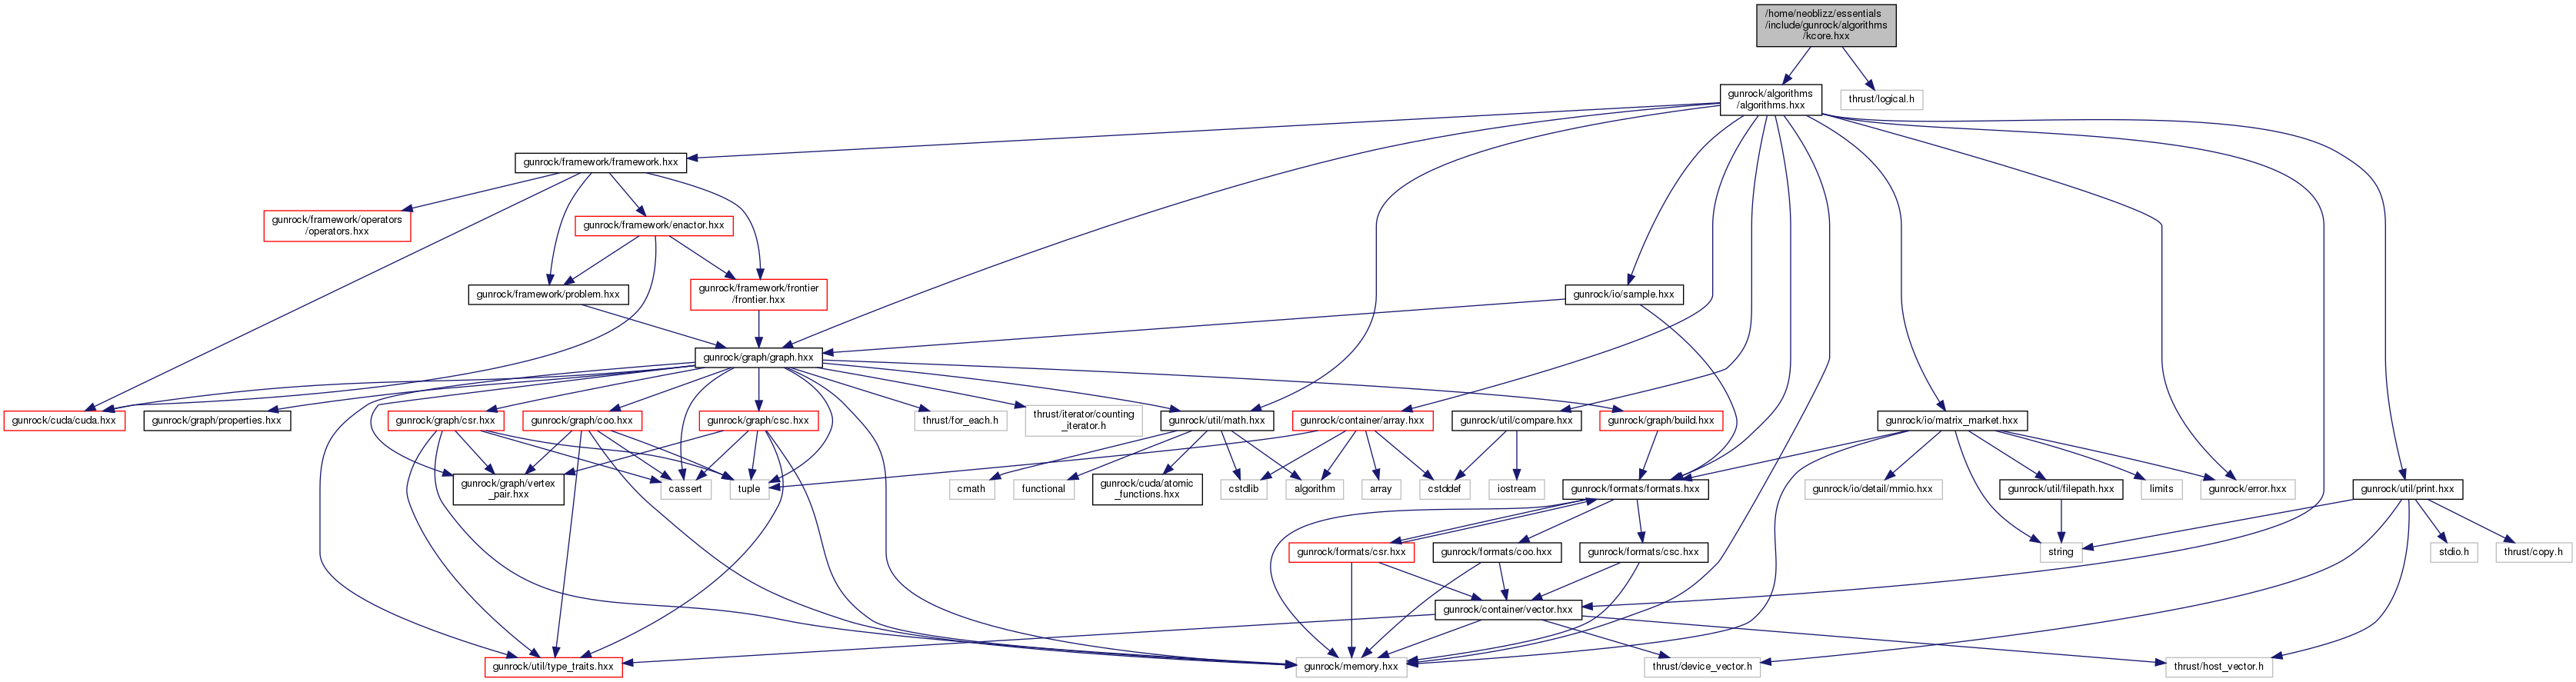 /home/neoblizz/essentials
/include/gunrock/algorithms
/kcore.hxx
gunrock/algorithms
/algorithms.hxx
thrust/logical.h
gunrock/framework/framework.hxx
gunrock/framework/operators
/operators.hxx
gunrock/framework/enactor.hxx
gunrock/framework/problem.hxx
gunrock/framework/frontier
/frontier.hxx
gunrock/io/sample.hxx
gunrock/graph/graph.hxx
gunrock/cuda/cuda.hxx
gunrock/graph/properties.hxx
gunrock/graph/csr.hxx
gunrock/graph/coo.hxx
gunrock/graph/csc.hxx
thrust/for_each.h
thrust/iterator/counting
_iterator.h
gunrock/util/math.hxx
gunrock/container/array.hxx
gunrock/util/compare.hxx
gunrock/graph/build.hxx
gunrock/io/matrix_market.hxx
gunrock/graph/vertex
_pair.hxx
cassert
tuple
cmath
functional
gunrock/cuda/atomic
_functions.hxx
cstdlib
algorithm
array
cstddef
iostream
gunrock/formats/formats.hxx
gunrock/io/detail/mmio.hxx
gunrock/util/filepath.hxx
limits
gunrock/error.hxx
gunrock/util/print.hxx
gunrock/formats/csr.hxx
gunrock/formats/coo.hxx
gunrock/formats/csc.hxx
string
stdio.h
thrust/copy.h
gunrock/container/vector.hxx
gunrock/util/type_traits.hxx
gunrock/memory.hxx
thrust/device_vector.h
thrust/host_vector.h